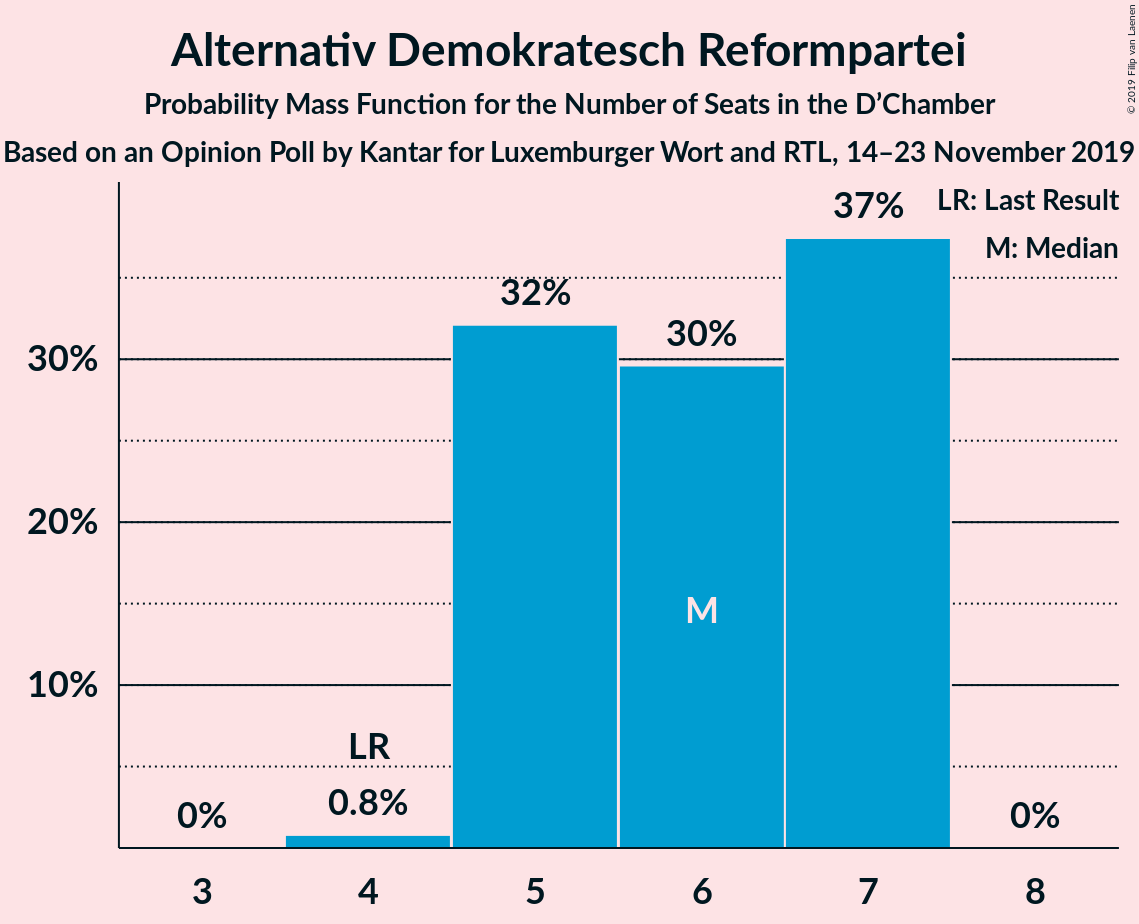 Alternativ Demokratesch Reformpartei
Probability Mass Function for the Number of Seats in the D’Chamber
Based on an Opinion Poll by Kantar for Luxemburger Wort and RTL, 14–23 November 2019
© 2019 Filip van Laenen
LR: Last Result
M: Median
37%
32%
30%
30%
20%
M
10%
LR
0.8%
0%
0%
3 4 5 6 7 8